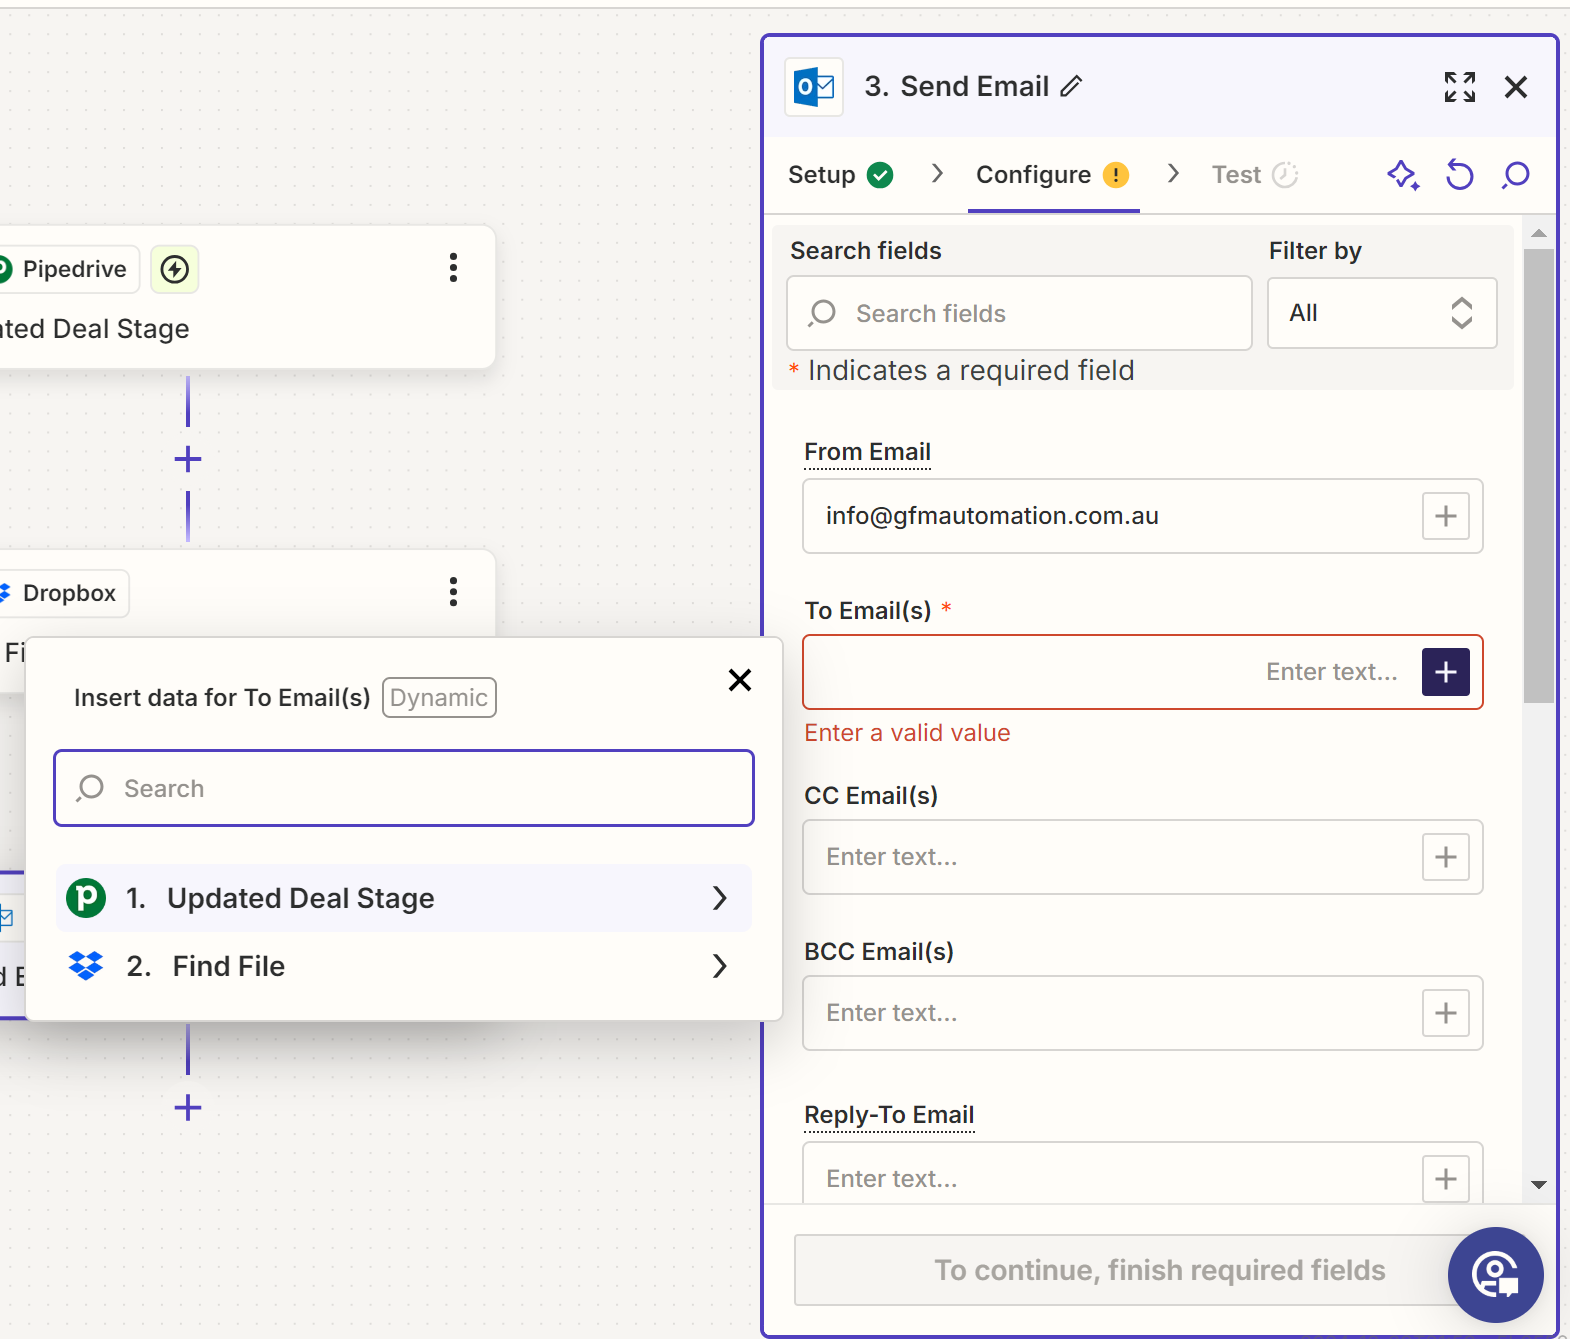 3. Send Email
Setup
Configure
Test
Search fields
Filter by
Search fields
All
* Indicates a required field
From Email
info@gfmautomation.com.au
To Email(s) *
Enter text...
Enter a valid value
CC Email(s)
Enter text...
BCC Email(s)
Enter text...
Reply-To Email
Enter text...
To continue, finish required fields
Pipedrive
Deal Stage
Dropbox
Insert data for To Email(s) Dynamic
Search
1. Updated Deal Stage
2. Find File